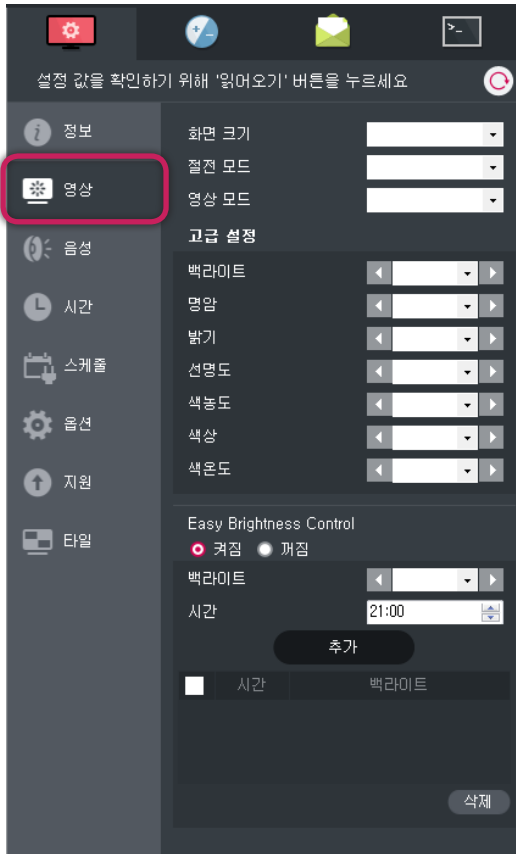 설정 값을 확인하기 위해 '읽어오기' 버튼을 누르세요
정보
영상
음성
시간
스케줄
옵션
지원
타일
화면 크기
절전 모드
영상 모드
고급 설정
백라이트
명암
밝기
선명도
색농도
색상
색온도
Easy Brightness Control
켜짐 꺼짐
백라이트
시간 21:00
추가
시간 백라이트
삭제